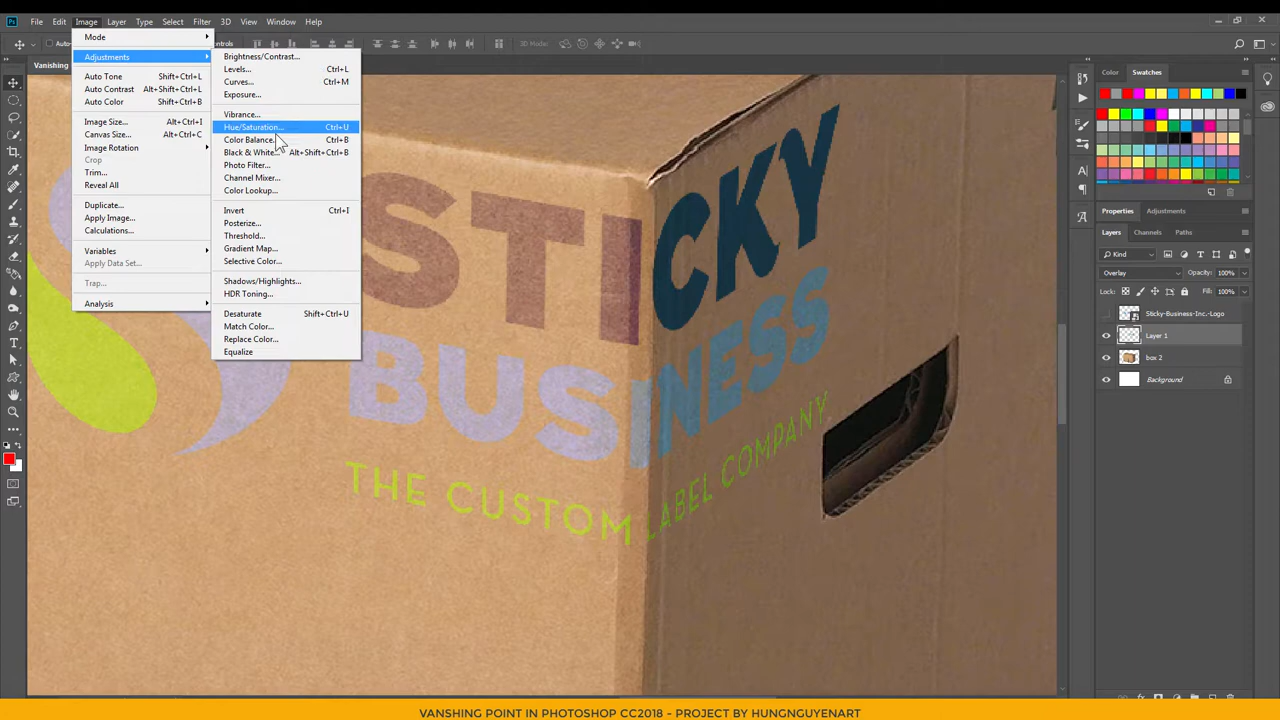 Ps File Edit Image Layer Type Select Filter 3D View Window Help
Auto-
ntrols
3D Mode:
Vanishing
Mode
Adjustments
Auto Tone Shift+Ctrl+L
Auto Contrast Alt+Shift+Ctrl+L
Auto Color Shift+Ctrl+B
Image Size... Alt+Ctrl+I
Canvas Size... Alt+Ctrl+C
Image Rotation
Crop
Trim...
Reveal All
Duplicate...
Apply Image...
Calculations...
Variables
Apply Data Set...
Trap...
Analysis
Brightness/Contrast...
Levels... Ctrl+L
Curves... Ctrl+M
Exposure...
Vibrance...
Hue/Saturation... Ctrl+U
Color Balance... Ctrl+B
Black & White... Alt+Shift+Ctrl+B
Photo Filter...
Channel Mixer...
Color Lookup...
Invert Ctrl+I
Posterize...
Threshold...
Gradient Map...
Selective Color...
Shadows/Highlights...
HDR Toning...
Desaturate Shift+Ctrl+U
Match Color...
Replace Color...
Equalize
STICKY
BUSINESS
THE CUSTOM LABEL COMPANY.
Color Swatches
Properties Adjustments
Layers Channels Paths
Kind
Overlay Opacity: 100%
Lock: Fill: 100%
Sticky-Business-Inc.-Logo
Layer 1
box 2
Background
VANSHING POINT IN PHOTOSHOP CC2018 - PROJECT BY HUNGNGUYENART